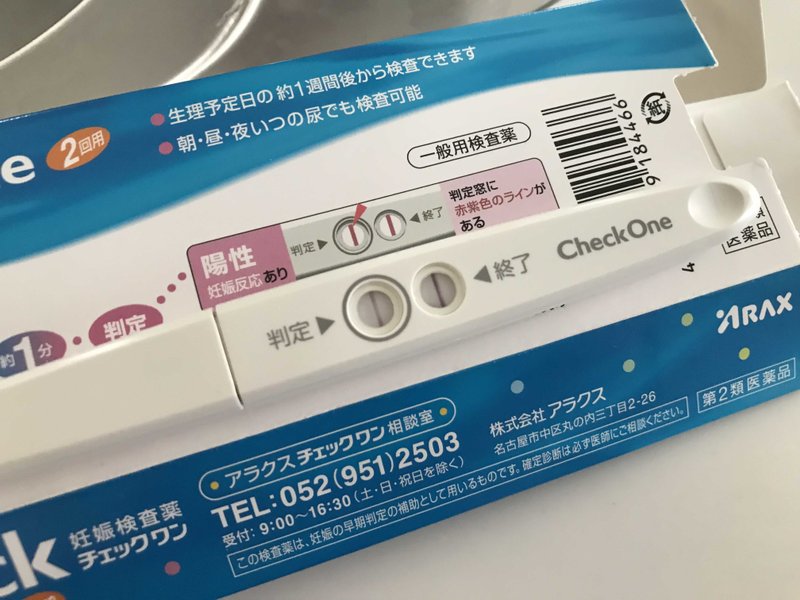 ● 生理予定日の約1週間後から検査できます
● 朝・昼・夜いつの尿でも検査可能
e 2回用
一般用検査薬
判定▶
◀終了
判定窓に
赤紫色のラインが
ある
陽性
妊娠反応あり
約1分
判定
紙
医薬品
判定▶
◀終了
CheckOne
ARAX
第2類医薬品
アラクスチェックワン相談室
TEL:052(951)2503
受付: 9:00〜16:30(土・日・祝日を除く)
株式会社 アラクス
名古屋市中区丸の内三丁目2-26
この検査薬は、妊娠の早期判定の補助として用いるものです。確定診断は必ず医師にご相談ください。
ck 妊娠検査薬
チェックワン